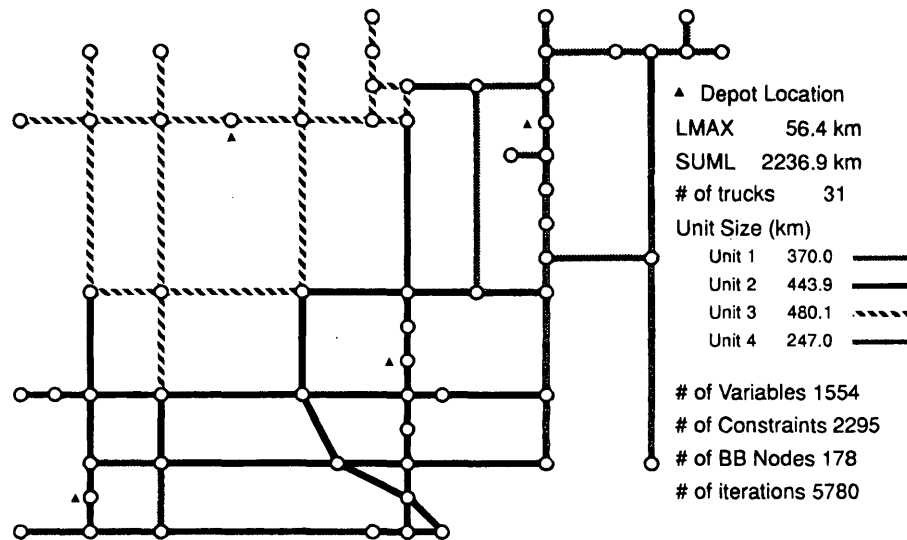 ▲ Depot Location
LMAX 56.4 km
SUML 2236.9 km
# of trucks 31
Unit Size (km)
Unit 1 370.0
Unit 2 443.9
Unit 3 480.1
Unit 4 247.0
# of Variables 1554
# of Constraints 2295
# of BB Nodes 178
# of iterations 5780